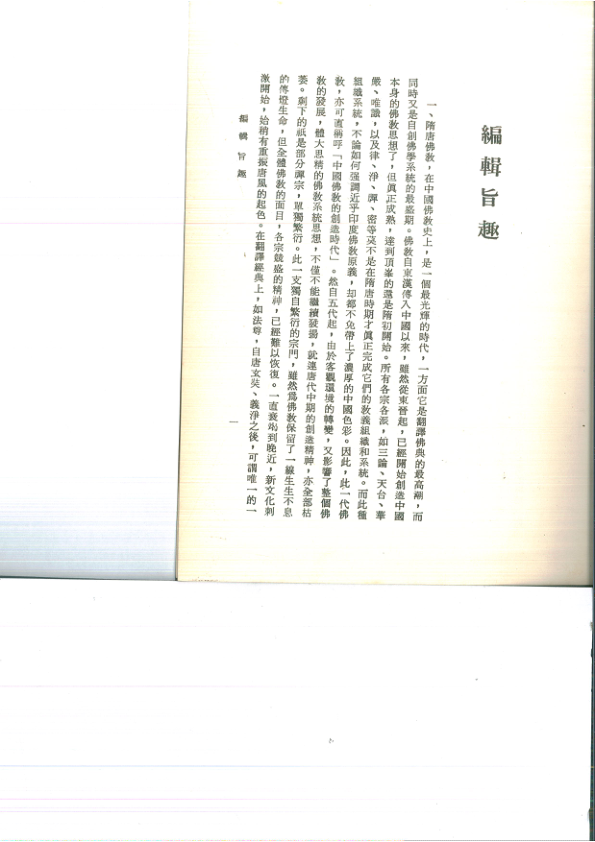 編輯旨趣
一、隋唐佛教，在中國佛教史上，是一個最光輝的時代，一方面它是翻譯佛典的最高潮，而
同時又是自創佛學系統的最盛期。佛教自東漢傳入中國以來，雖然從東晉起，已經開始創造中國
本身的佛教思想了，但眞正成熟，達到頂峯的還是隋初開始。所有各宗各派，如三論、天台、華
嚴、唯識，以及律、淨、禪、密等莫不是在隋唐時期才眞正完成它們的教義組織和系統。而此種
組織系統，不論如何强調近乎印度佛教原義，却都不免帶上了濃厚的中國色彩。因此，此一代佛
教，亦可直稱呼「中國佛教的創造時代」。然自五代起，由於客觀環境的轉變，又影響了整個佛
教的發展，體大思精的佛教系統思想，不僅不能繼續發揚，就連唐代中期的創造精神，亦全部枯
萎。剩下的祇是部分禪宗，單獨繁衍。此一支獨自繁衍的宗門，雖然爲佛教保留了一線生生不息
的傳燈生命，但全體佛教的面目，各宗競盛的精神，已經難以恢復。一直衰竭到晚近，新文化刺
激開始，始稍有重振唐風的起色。在翻譯經典上，如法尊，自唐玄奘、義淨之後，可謂唯一的一
編輯旨趣
一